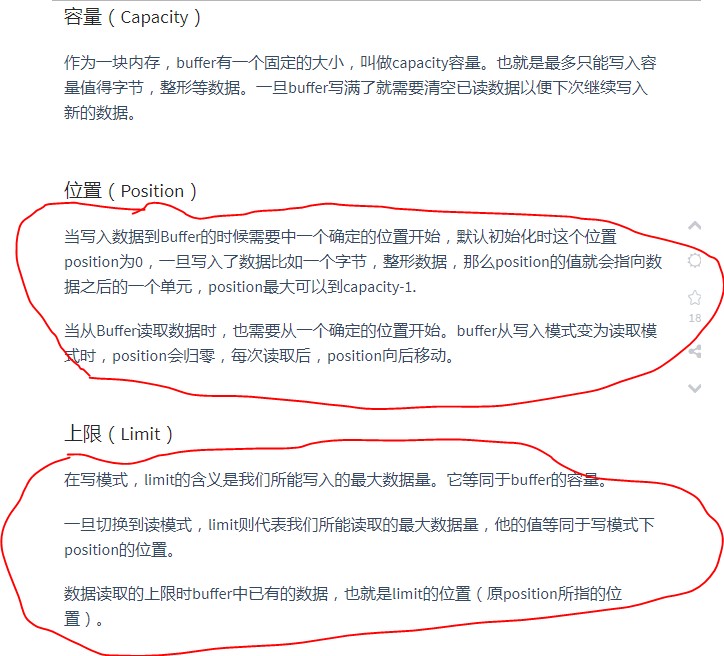 容量（Capacity）
作为一块内存，buffer有一个固定的大小，叫做capacity容量。也就是最多只能写入容
量值得字节，整形等数据。一旦buffer写满了就需要清空已读数据以便下次继续写入
新的数据。
位置（Position）
当写入数据到Buffer的时候需要中一个确定的位置开始，默认初始化时这个位置
position为0，一旦写入了数据比如一个字节，整形数据，那么position的值就会指向数
据之后的一个单元，position最大可以到capacity-1.
当从Buffer读取数据时，也需要从一个确定的位置开始。buffer从写入模式变为读取模
式时，position会归零，每次读取后，position向后移动。
18
上限（Limit）
在写模式，limit的含义是我们所能写入的最大数据量。它等同于buffer的容量。
一旦切换到读模式，limit则代表我们所能读取的最大数据量，他的值等同于写模式下
position的位置。
数据读取的上限时buffer中已有的数据，也就是limit的位置（原position所指的位
置）。